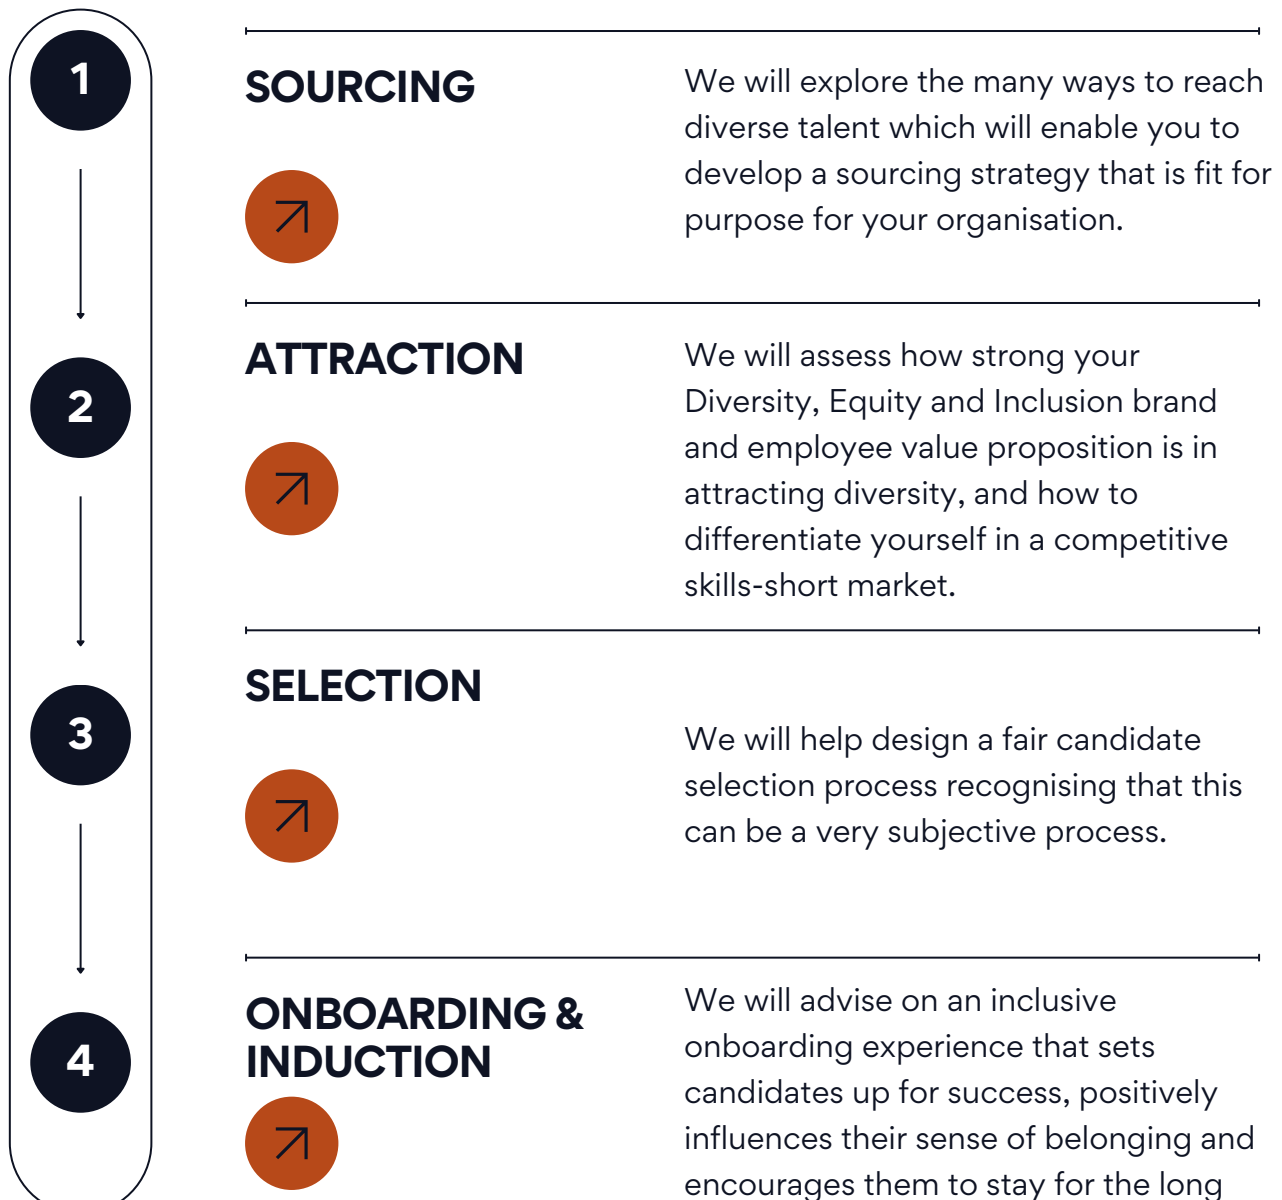 1
SOURCING
We will explore the many ways to reach
diverse talent which will enable you to
develop a sourcing strategy that is fit for
purpose for your organisation.
2
ATTRACTION
We will assess how strong your
Diversity, Equity and Inclusion brand
and employee value proposition is in
attracting diversity, and how to
differentiate yourself in a competitive
skills-short market.
3
SELECTION
We will help design a fair candidate
selection process recognising that this
can be a very subjective process.
4
ONBOARDING &
INDUCTION
We will advise on an inclusive
onboarding experience that sets
candidates up for success, positively
influences their sense of belonging and
encourages them to stay for the long